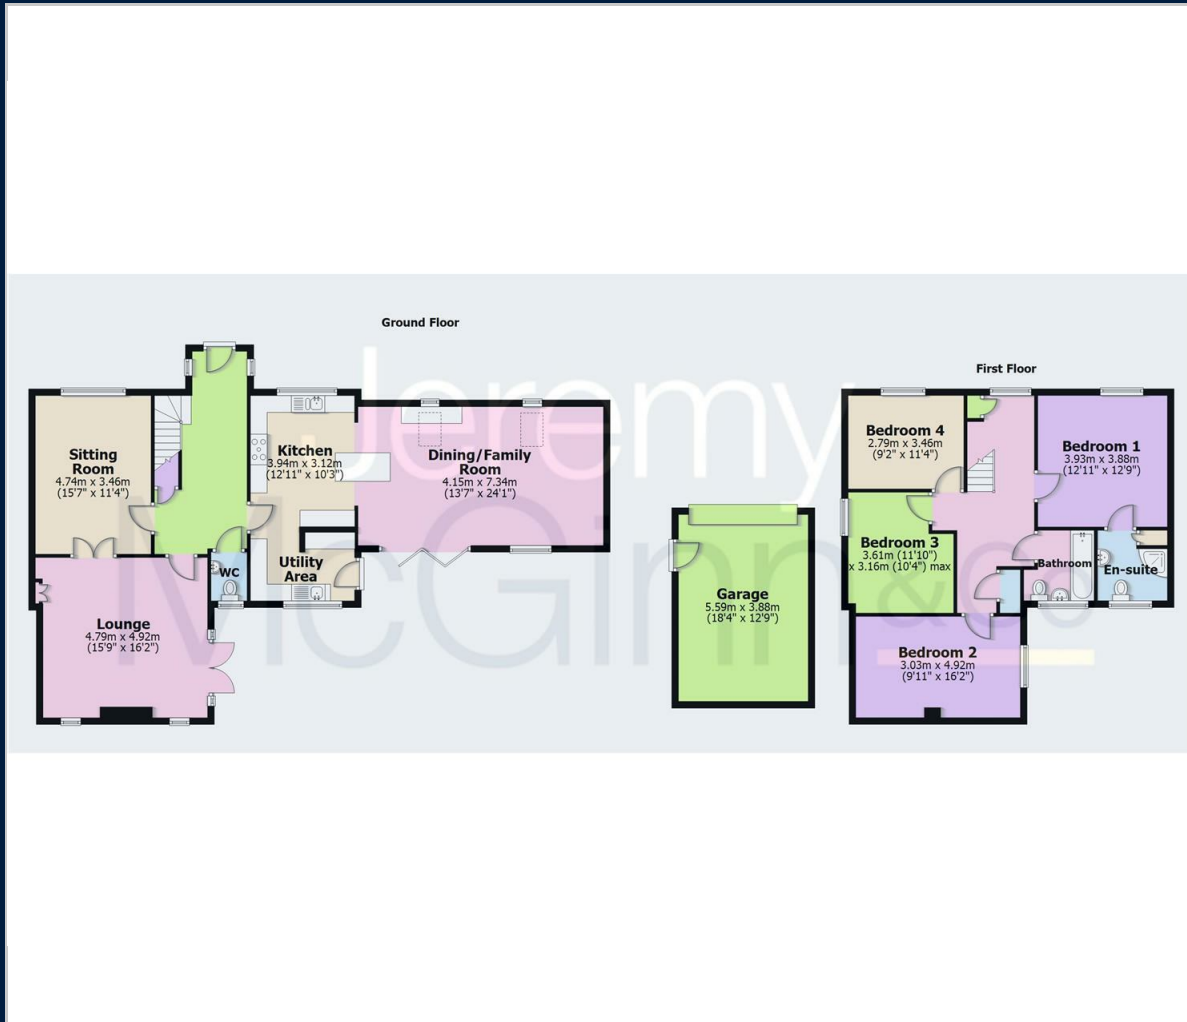 Ground Floor
Sitting
Room
4.74m x 3.46m
(15'7" x 11'4")
Kitchen
3.94m x 3.12m
(12'11" x 10'3")
Dining/Family
Room
4.15m x 7.34m
(13'7" x 24'1")
WC
Utility
Area
Lounge
4.79m x 4.92m
(15'9" x 16'2")
Garage
5.59m x 3.88m
(18'4" x 12'9")
First Floor
Bedroom 4
2.79m x 3.46m
(9'2" x 11'4")
Bedroom 1
3.93m x 3.88m
(12'11" x 12'9")
Bedroom 3
3.61m (11'10")
x 3.16m (10'4") max
Bathroom
En-suite
Bedroom 2
3.03m x 4.92m
(9'11" x 16'2")
Jeremy
McGinn & Co